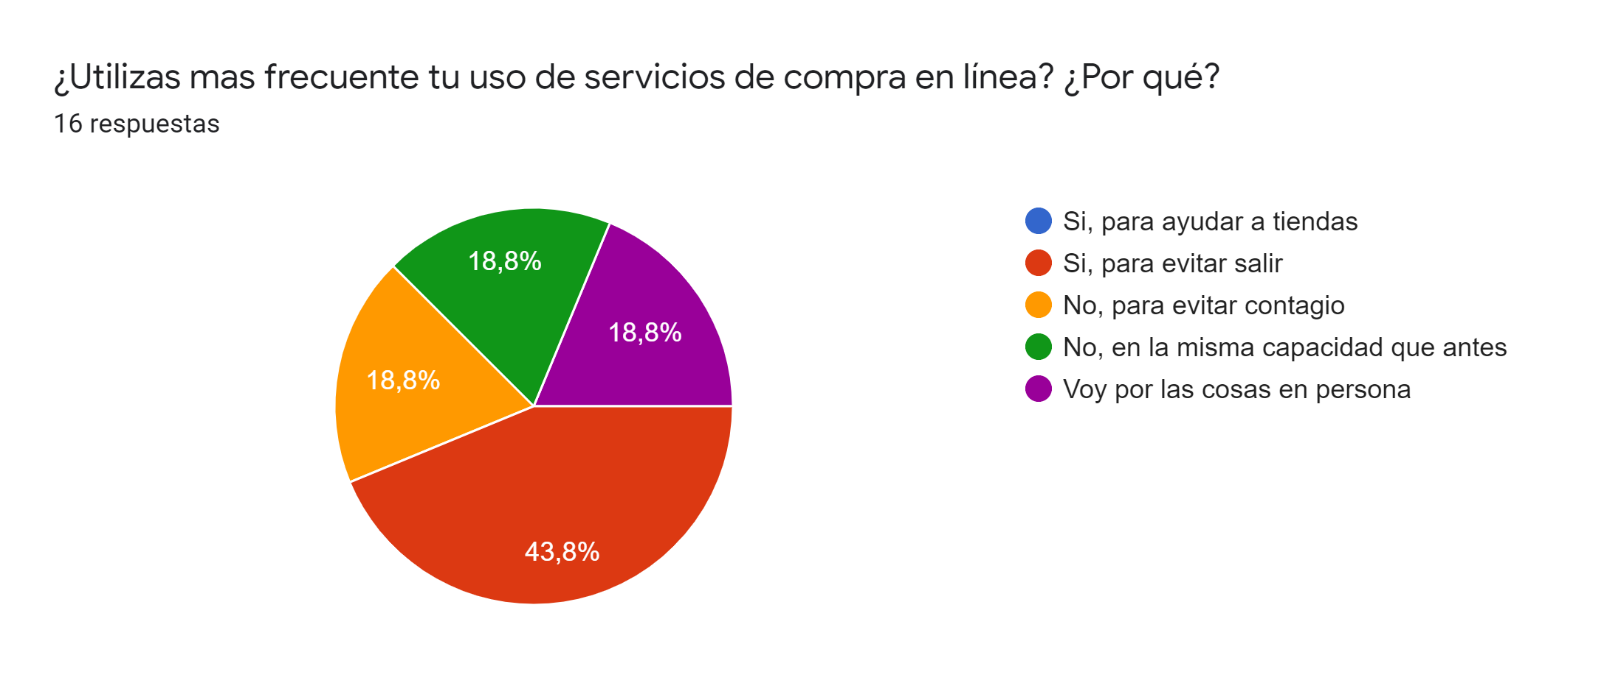 ¿Utilizas mas frecuente tu uso de servicios de compra en línea? ¿Por qué?
16 respuestas
18,8%
18,8%
18,8%
43,8%
Si, para ayudar a tiendas
Si, para evitar salir
No, para evitar contagio
No, en la misma capacidad que antes
Voy por las cosas en persona